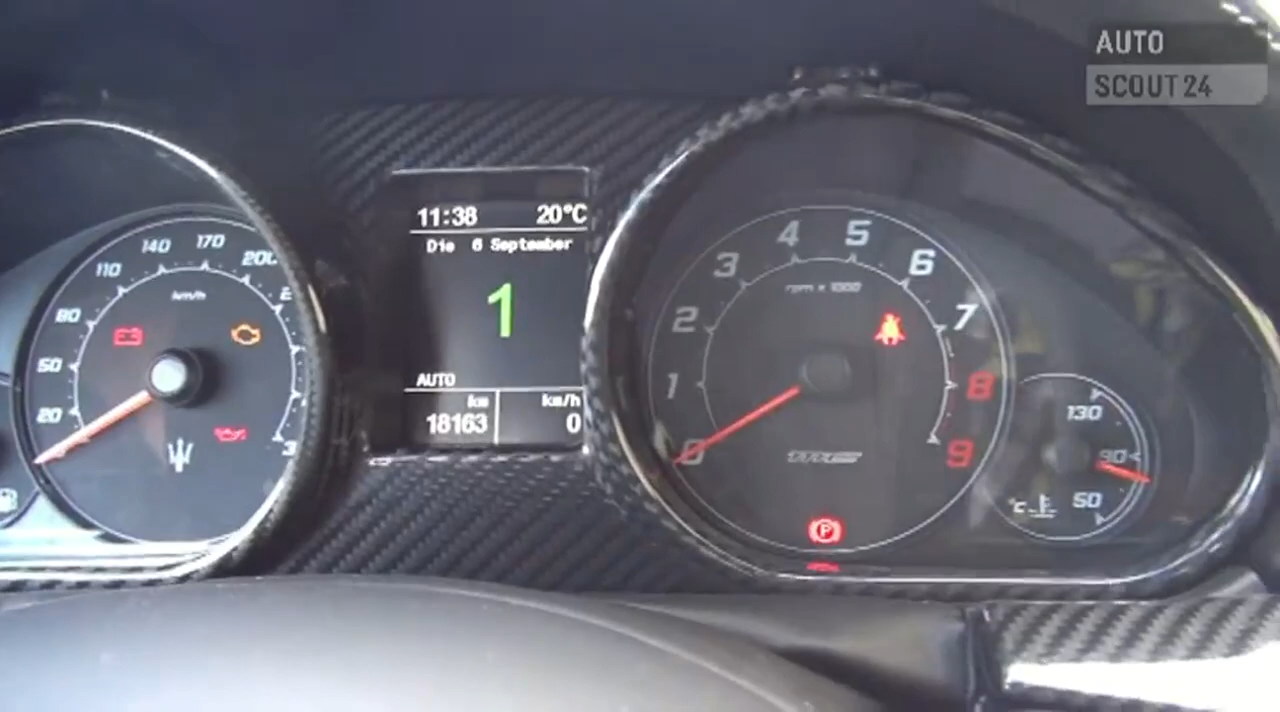 AUTO
SCOUT 24
20
50
80
110
140
170
200
km/h
11:38 20°C
Die 6 September
1
AUTO
km
18163
km/h
0
0
1
2
3
4
5
6
7
8
9
rpm x 1000
P
130
90
50
°C